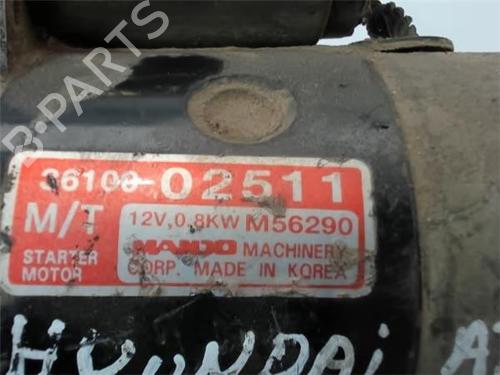 B-PARTS
36100-02511
M/T
12V, 0.8KW M56290
STARTER
MOTOR
MANDO MACHINERY
CORP. MADE IN KOREA
HYUNDAI A